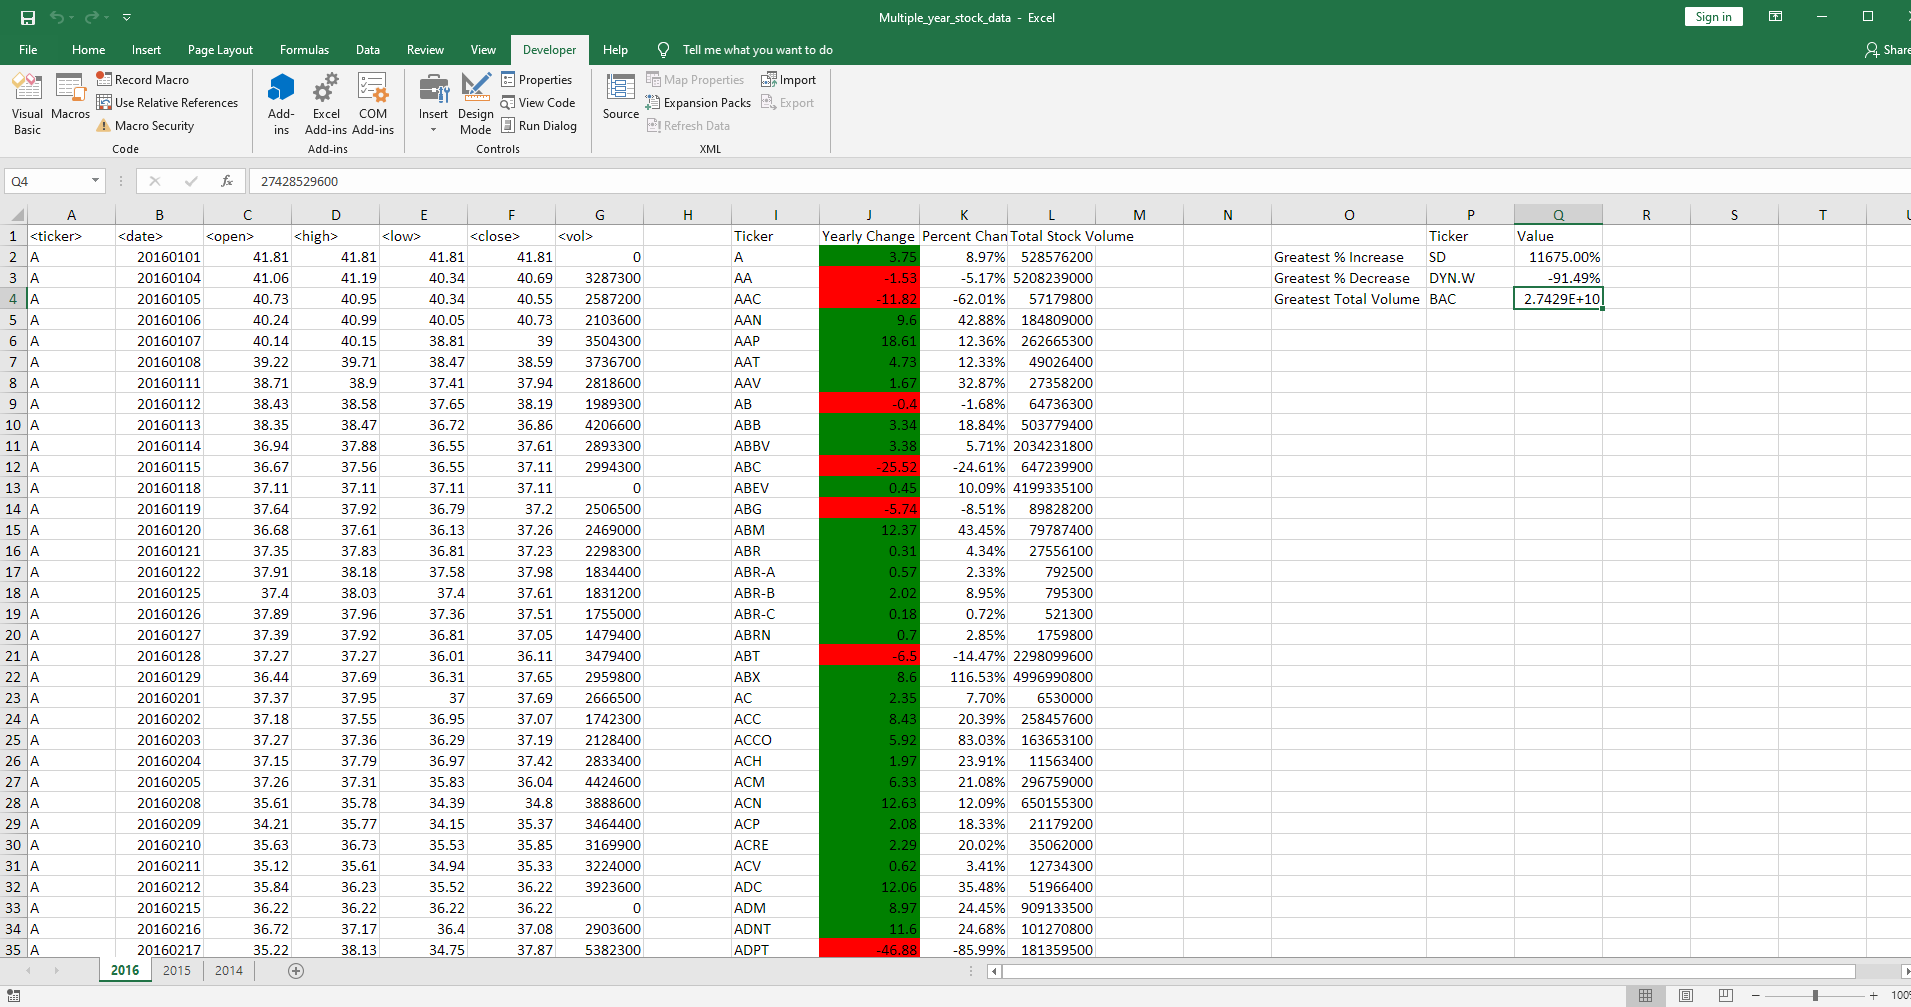 Multiple_year_stock_data - Excel
Sign in
File Home Insert Page Layout Formulas Data Review View Developer Help Tell me what you want to do Share
Visual Basic
Macros
Record Macro
Use Relative References
Macro Security
Code
Add-ins
Excel Add-ins
COM Add-ins
Add-ins
Insert
Design Mode
Properties
View Code
Run Dialog
Controls
Source
Map Properties
Expansion Packs
Refresh Data
Import
Export
XML
Q4 fx 27428529600
A B C D E F G H I J K L M N O P Q R S T
1 <ticker> <date> <open> <high> <low> <close> <vol> Ticker Yearly Change Percent Chan Total Stock Volume Ticker Value
2 A 20160101 41.81 41.81 41.81 41.81 0 A 3.75 8.97% 528576200 Greatest % Increase SD 11675.00%
3 A 20160104 41.06 41.19 40.34 40.69 3287300 AA -1.53 -5.17% 5208239000 Greatest % Decrease DYN.W -91.49%
4 A 20160105 40.73 40.95 40.34 40.55 2587200 AAC -11.82 -62.01% 57179800 Greatest Total Volume BAC 2.7429E+10
5 A 20160106 40.24 40.99 40.05 40.73 2103600 AAN 9.6 42.88% 184809000
6 A 20160107 40.14 40.15 38.81 39 3504300 AAP 18.61 12.36% 262665300
7 A 20160108 39.22 39.71 38.47 38.59 3736700 AAT 4.73 12.33% 49026400
8 A 20160111 38.71 38.9 37.41 37.94 2818600 AAV 1.67 32.87% 27358200
9 A 20160112 38.43 38.58 37.65 38.19 1989300 AB -0.4 -1.68% 64736300
10 A 20160113 38.35 38.47 36.72 36.86 4206600 ABB 3.34 18.84% 503779400
11 A 20160114 36.94 37.88 36.55 37.61 2893300 ABBV 3.38 5.71% 2034231800
12 A 20160115 36.67 37.56 36.55 37.11 2994300 ABC -25.52 -24.61% 647239900
13 A 20160118 37.11 37.11 37.11 37.11 0 ABEV 0.45 10.09% 4199335100
14 A 20160119 37.64 37.92 36.79 37.2 2506500 ABG -5.74 -8.51% 89828200
15 A 20160120 36.68 37.61 36.13 37.26 2469000 ABM 12.37 43.45% 79787400
16 A 20160121 37.35 37.83 36.81 37.23 2298300 ABR 0.31 4.34% 27556100
17 A 20160122 37.91 38.18 37.58 37.98 1834400 ABR-A 0.57 2.33% 792500
18 A 20160125 37.4 38.03 37.4 37.61 1831200 ABR-B 2.02 8.95% 795300
19 A 20160126 37.89 37.96 37.36 37.51 1755000 ABR-C 0.18 0.72% 521300
20 A 20160127 37.39 37.92 36.81 37.05 1479400 ABRN 0.7 2.85% 1759800
21 A 20160128 37.27 37.27 36.01 36.11 3479400 ABT -6.5 -14.47% 2298099600
22 A 20160129 36.44 37.69 36.31 37.65 2959800 ABX 8.6 116.53% 4996990800
23 A 20160201 37.37 37.95 37 37.69 2666500 AC 2.35 7.70% 6530000
24 A 20160202 37.18 37.55 36.95 37.07 1742300 ACC 8.43 20.39% 258457600
25 A 20160203 37.27 37.36 36.29 37.19 2128400 ACCO 5.92 83.03% 163653100
26 A 20160204 37.15 37.79 36.97 37.42 2833400 ACH 1.97 23.91% 11563400
27 A 20160205 37.26 37.31 35.83 36.04 4424600 ACM 6.33 21.08% 296759000
28 A 20160208 35.61 35.78 34.39 34.8 3888600 ACN 12.63 12.09% 650155300
29 A 20160209 34.21 35.77 34.15 35.37 3464400 ACP 2.08 18.33% 21179200
30 A 20160210 35.63 36.73 35.53 35.85 3169900 ACRE 2.29 20.02% 35062000
31 A 20160211 35.12 35.61 34.94 35.33 3224000 ACV 0.62 3.41% 12734300
32 A 20160212 35.84 36.23 35.52 36.22 3923600 ADC 12.06 35.48% 51966400
33 A 20160215 36.22 36.22 36.22 36.22 0 ADM 8.97 24.45% 909133500
34 A 20160216 36.72 37.17 36.4 37.08 2903600 ADNT 11.6 24.68% 101270800
35 A 20160217 35.22 38.13 34.75 37.87 5382300 ADPT -46.88 -85.99% 181359500
2016 2015 2014